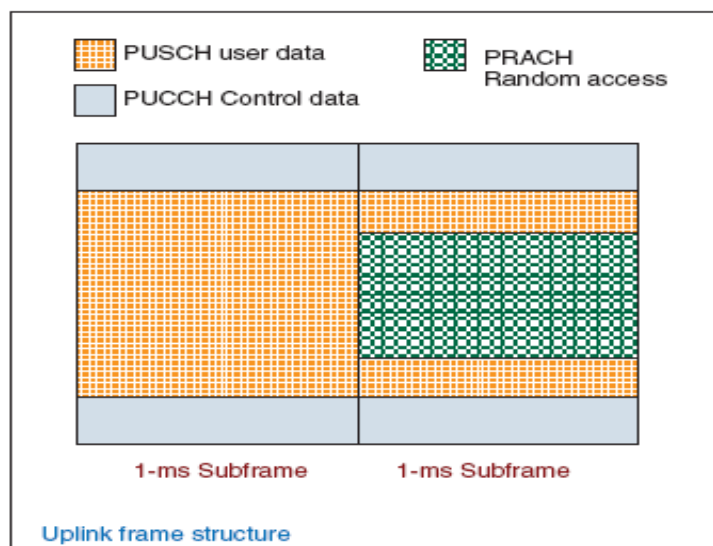 PUSCH user data
PUCCH Control data
PRACH
Random access
1-ms Subframe
1-ms Subframe
Uplink frame structure